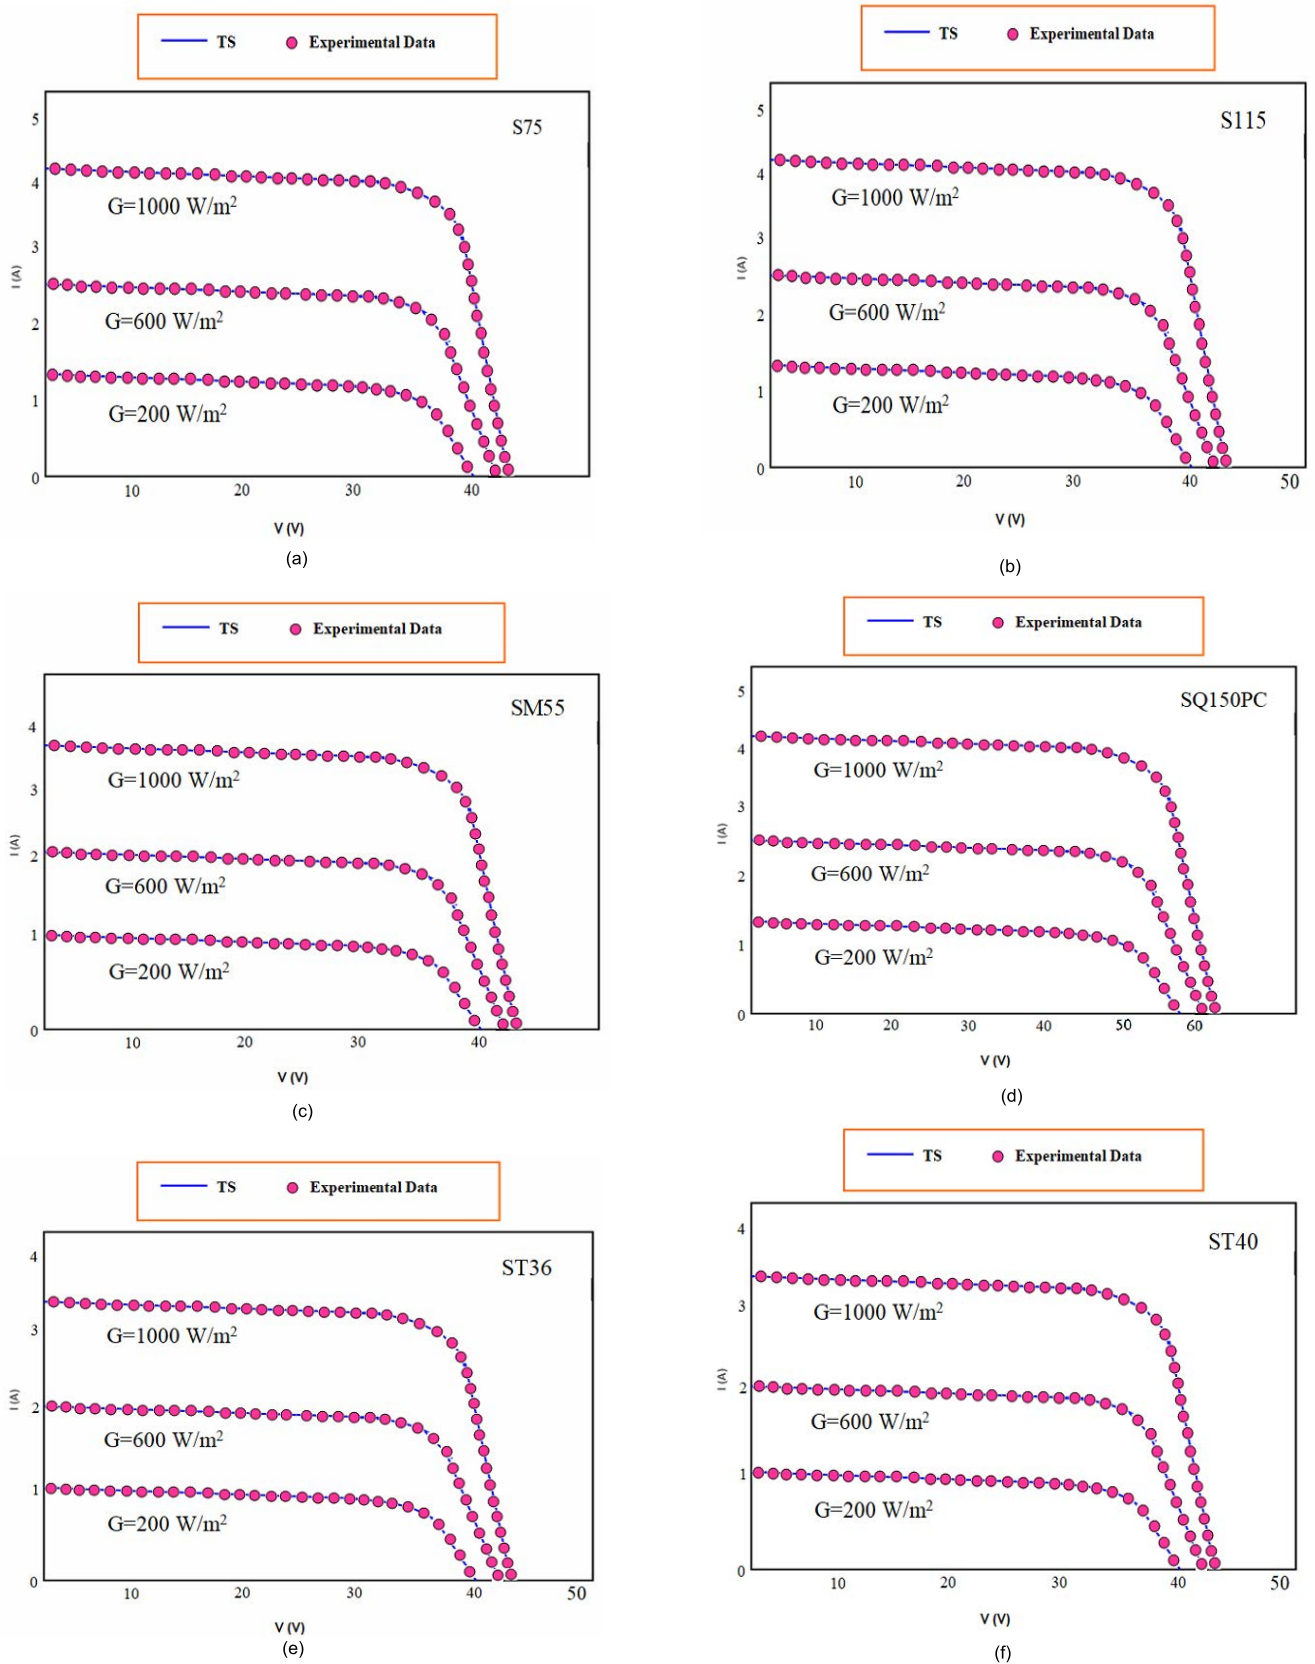 TS Experimental Data
S75
5
4
3
2
1
0
I (A)
G=1000 W/m²
G=600 W/m²
G=200 W/m²
10 20 30 40
V (V)
(a)
TS Experimental Data
S115
5
4
3
2
1
0
I (A)
G=1000 W/m²
G=600 W/m²
G=200 W/m²
10 20 30 40 50
V (V)
(b)
TS Experimental Data
SM55
4
3
2
1
0
I (A)
G=1000 W/m²
G=600 W/m²
G=200 W/m²
10 20 30 40
V (V)
(c)
TS Experimental Data
SQ150PC
5
4
3
2
1
0
I (A)
G=1000 W/m²
G=600 W/m²
G=200 W/m²
10 20 30 40 50 60
V (V)
(d)
TS Experimental Data
ST36
4
3
2
1
0
I (A)
G=1000 W/m²
G=600 W/m²
G=200 W/m²
10 20 30 40 50
V (V)
(e)
TS Experimental Data
ST40
4
3
2
1
0
I (A)
G=1000 W/m²
G=600 W/m²
G=200 W/m²
10 20 30 40 50
V (V)
(f)